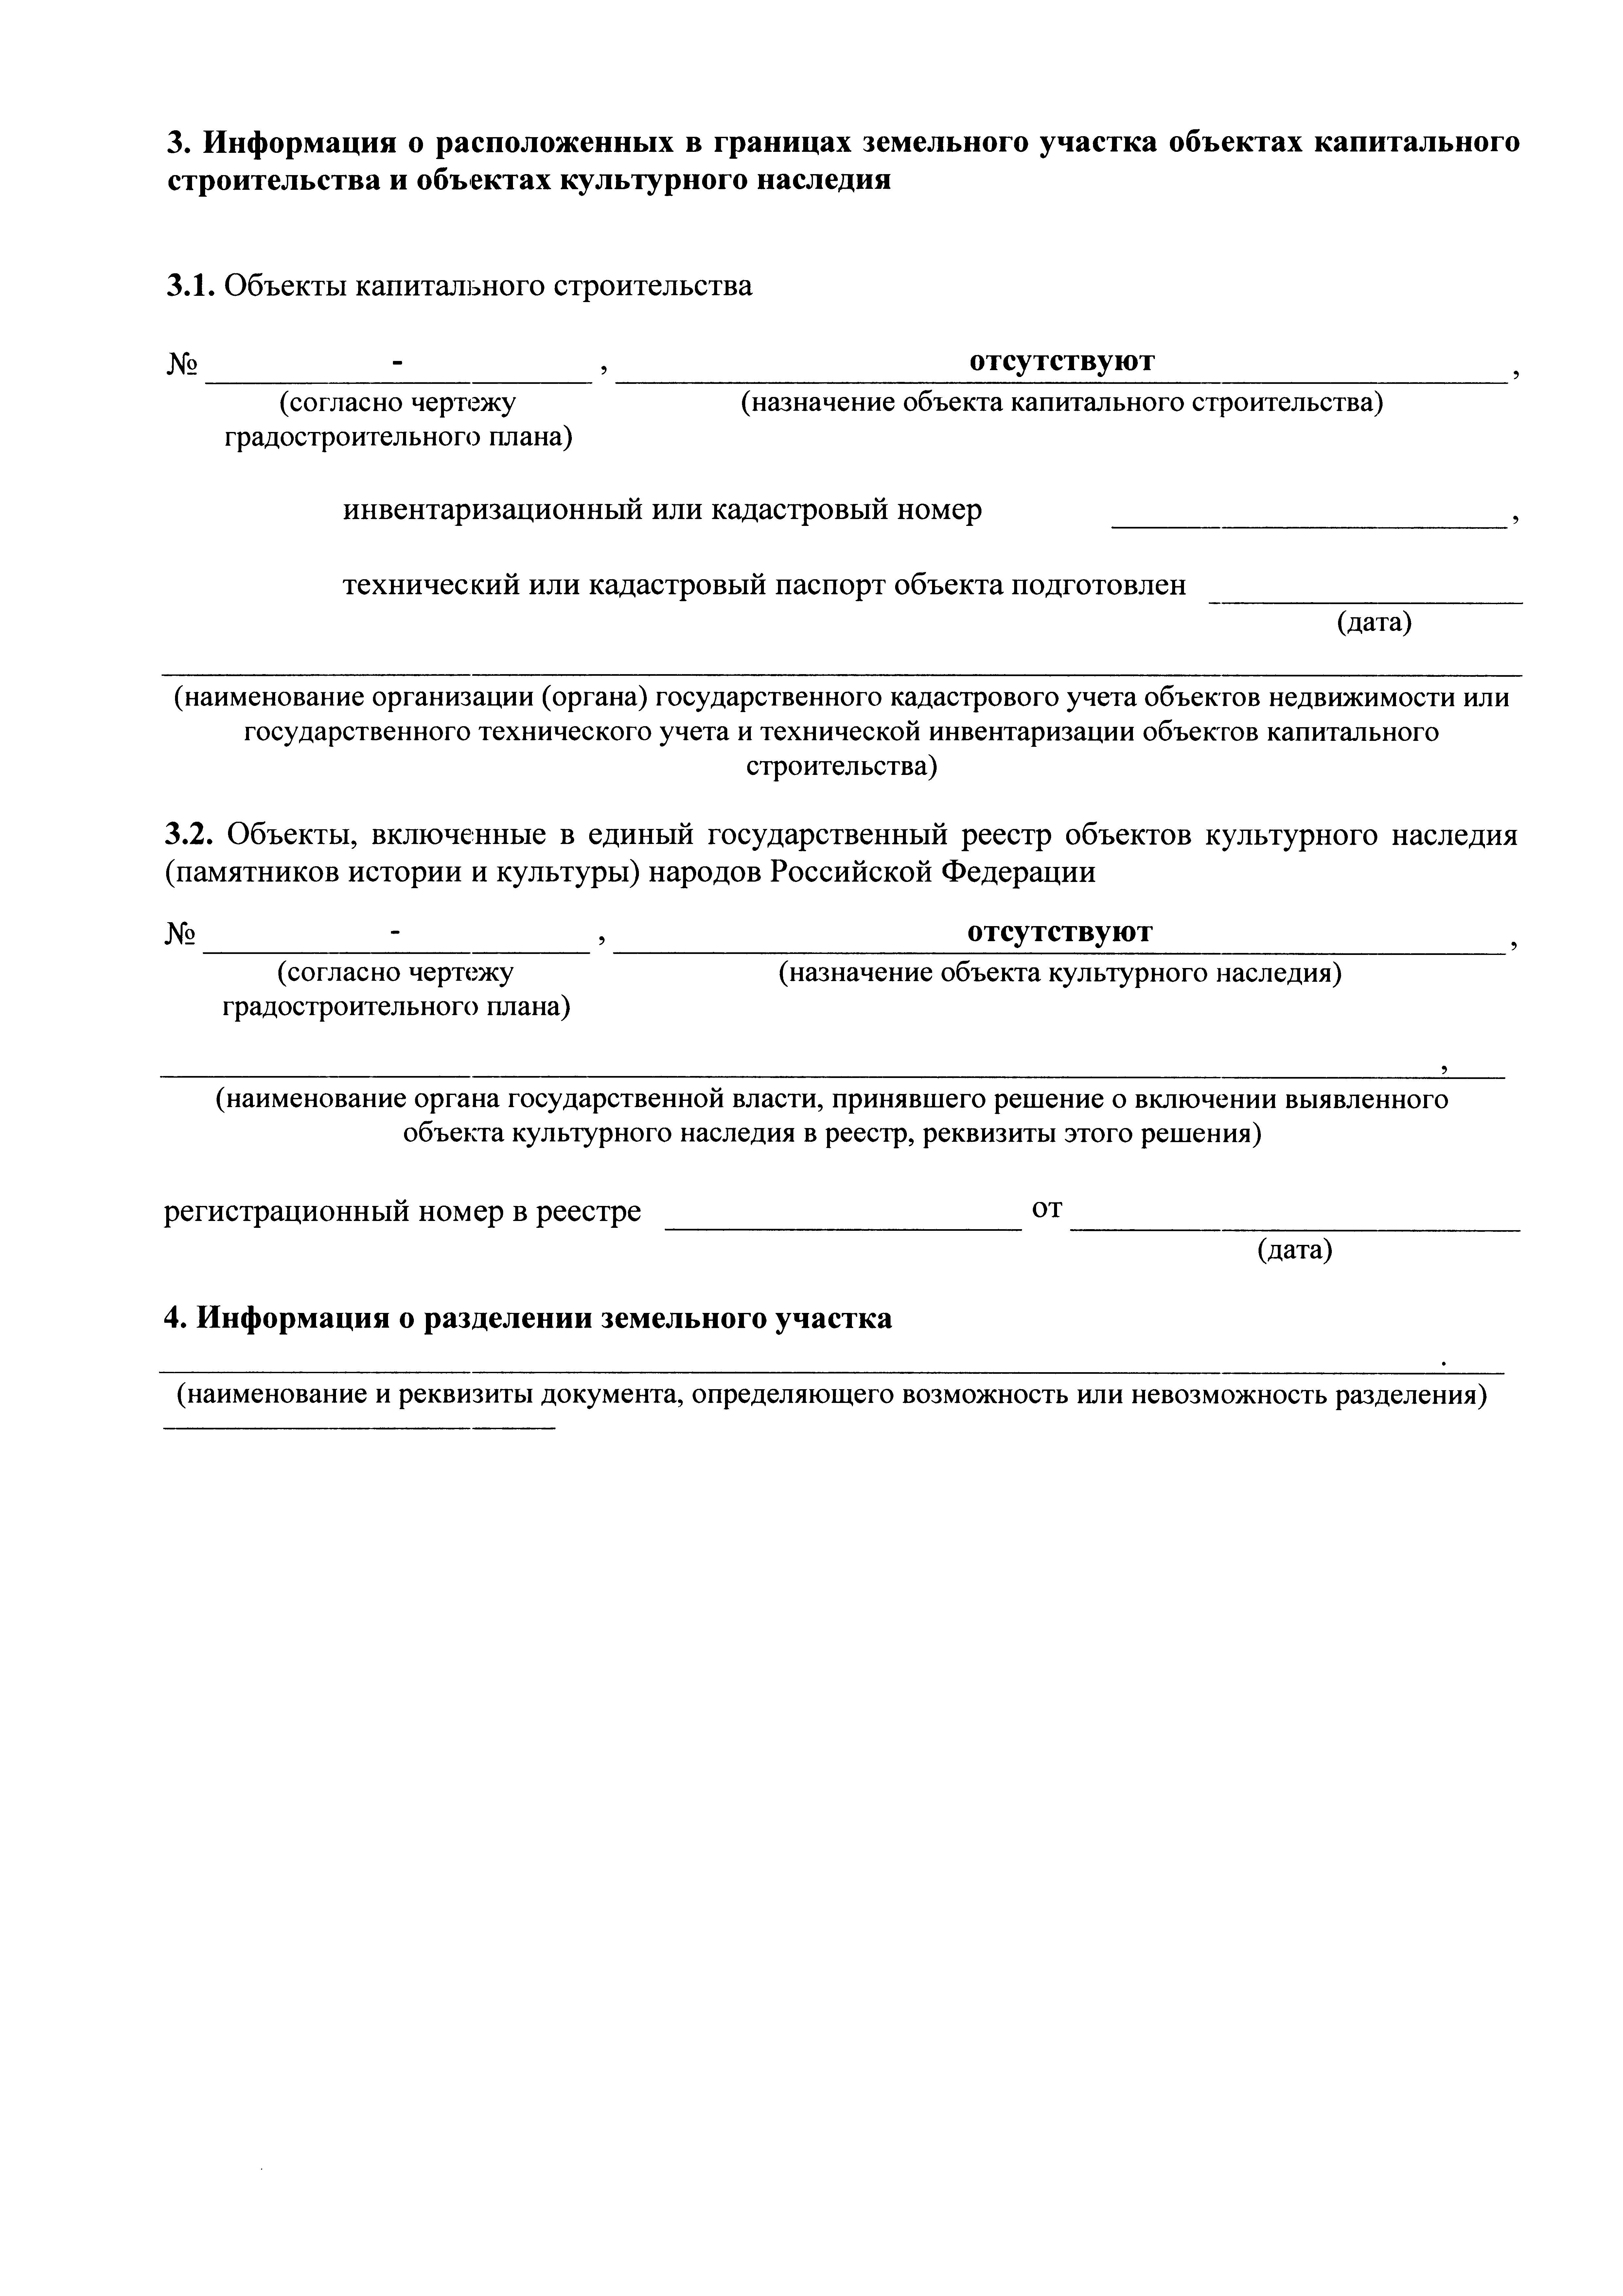 3. Информация о расположенных в границах земельного участка объектах капитального
строительства и объектах культурного наследия
3.1. Объекты капитального строительства
№ - , отсутствуют ,
(согласно чертежу (назначение объекта капитального строительства)
градостроительного плана)
инвентаризационный или кадастровый номер ,
технический или кадастровый паспорт объекта подготовлен
(дата)
(наименование организации (органа) государственного кадастрового учета объектов недвижимости или
государственного технического учета и технической инвентаризации объектов капитального
строительства)
3.2. Объекты, включенные в единый государственный реестр объектов культурного наследия
(памятников истории и культуры) народов Российской Федерации
№ - , отсутствуют ,
(согласно чертежу (назначение объекта культурного наследия)
градостроительного плана)
,
(наименование органа государственной власти, принявшего решение о включении выявленного
объекта культурного наследия в реестр, реквизиты этого решения)
регистрационный номер в реестре от
(дата)
4. Информация о разделении земельного участка
.
(наименование и реквизиты документа, определяющего возможность или невозможность разделения)